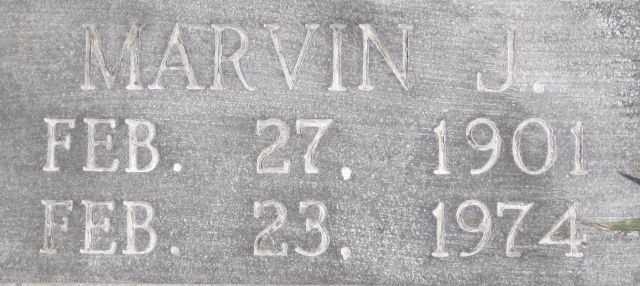 MARVIN J.
FEB. 27. 1901
FEB. 23. 1974